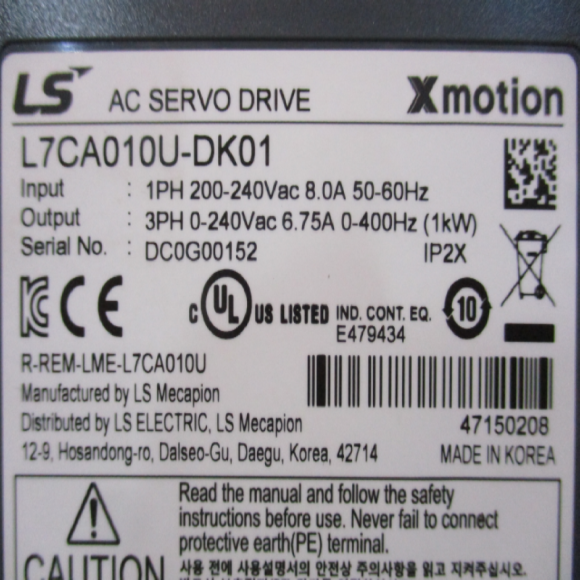 LS AC SERVO DRIVE Xmotion
L7CA010U-DK01
Input : 1PH 200-240Vac 8.0A 50-60Hz
Output : 3PH 0-240Vac 6.75A 0-400Hz (1kW)
Serial No. : DC0G00152 IP2X
CE c UL US LISTED IND. CONT. EQ. 10
E479434
R-REM-LME-L7CA010U
Manufactured by LS Mecapion
Distributed by LS ELECTRIC, LS Mecapion 47150208
12-9, Hosandong-ro, Dalseo-Gu, Daegu, Korea, 42714 MADE IN KOREA
Read the manual and follow the safety
instructions before use. Never fail to connect
protective earth(PE) terminal.
CAUTION 사용 전에 사용설명서의 안전상 주의사항을 읽고 지켜주십시오.